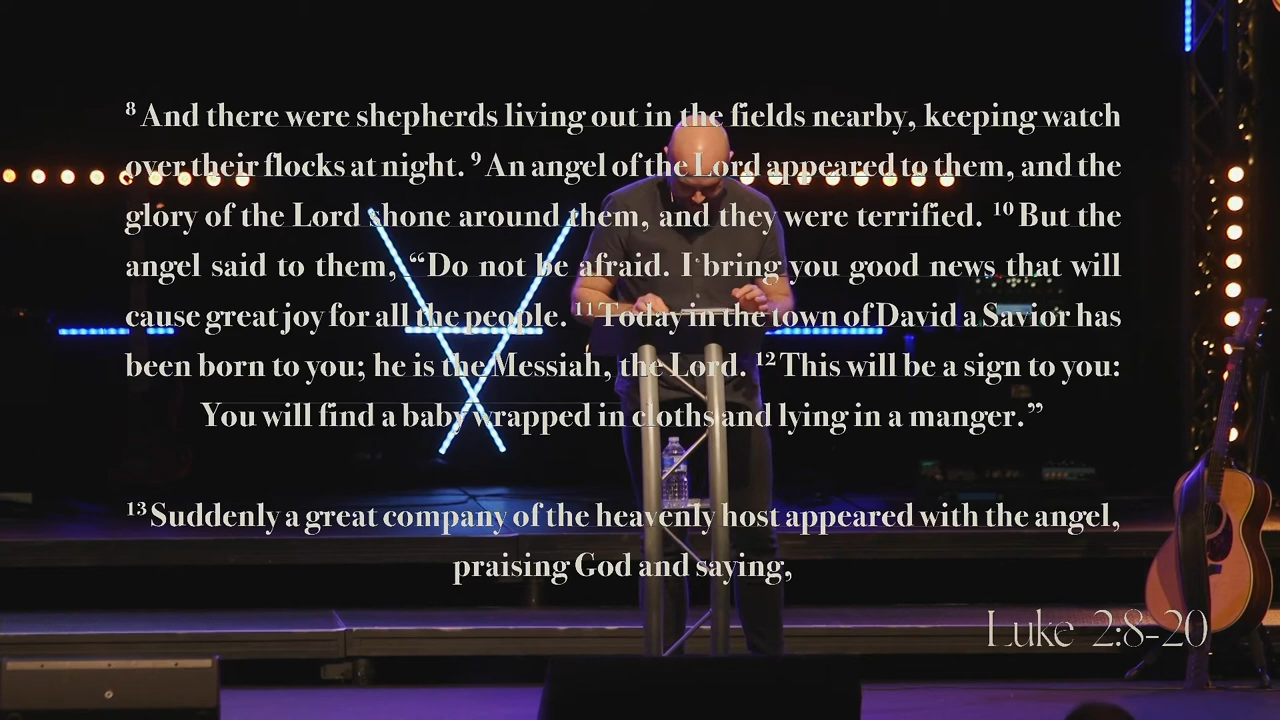 ⁸ And there were shepherds living out in the fields nearby, keeping watch
over their flocks at night. ⁹ An angel of the Lord appeared to them, and the
glory of the Lord shone around them, and they were terrified. ¹⁰ But the
angel said to them, “Do not be afraid. I bring you good news that will
cause great joy for all the people. ¹¹ Today in the town of David a Savior has
been born to you; he is the Messiah, the Lord. ¹² This will be a sign to you:
You will find a baby wrapped in cloths and lying in a manger.”
¹³ Suddenly a great company of the heavenly host appeared with the angel,
praising God and saying,
Luke 2:8-20